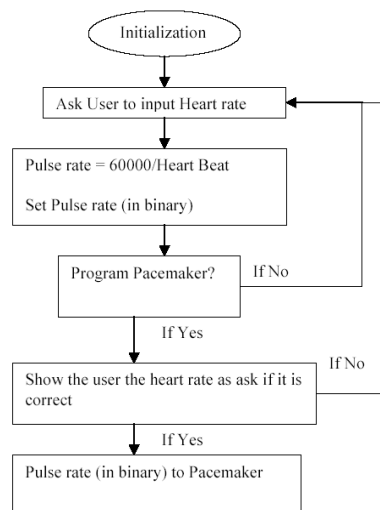 Initialization
Ask User to input Heart rate
Pulse rate = 60000/Heart Beat
Set Pulse rate (in binary)
Program Pacemaker?
If No
If Yes
Show the user the heart rate as ask if it is
correct
If No
If Yes
Pulse rate (in binary) to Pacemaker